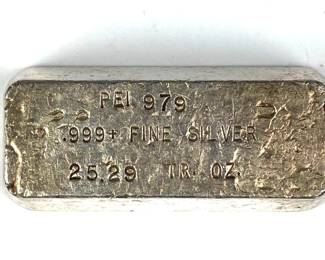 PEI 979
.999+ FINE SILVER
25.29 TR. OZ.